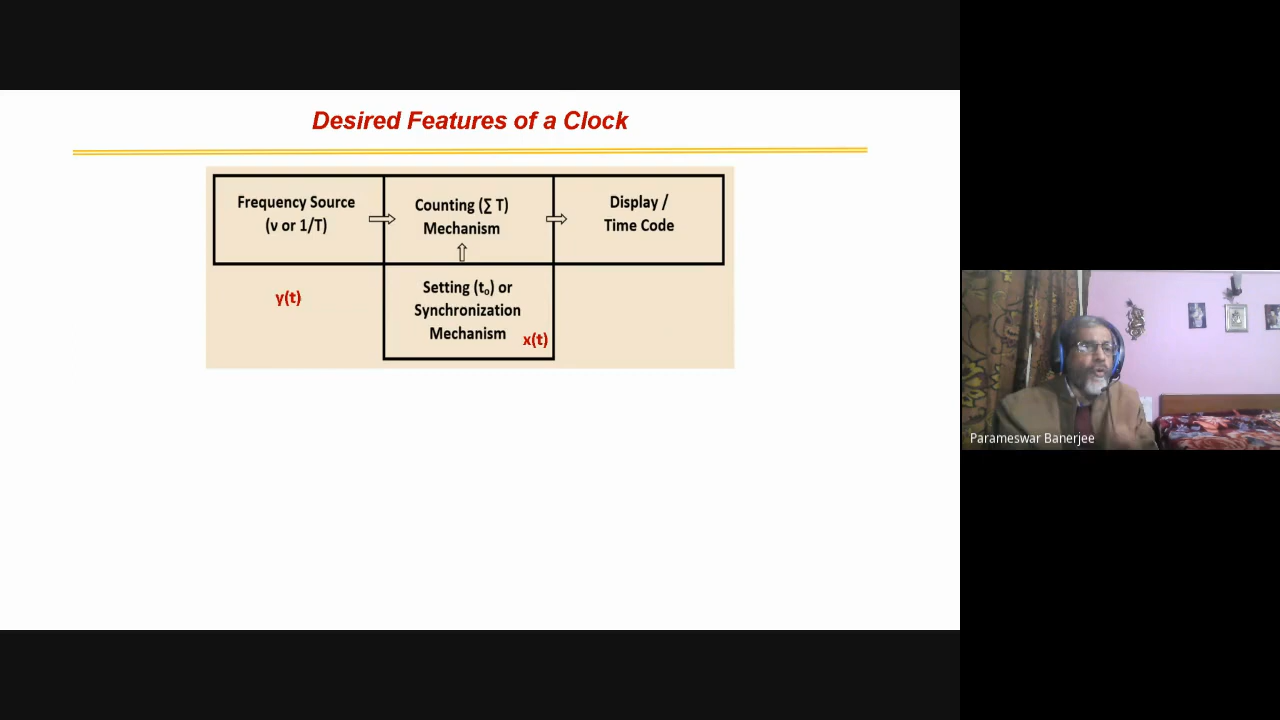 Desired Features of a Clock
Frequency Source
(ν or 1/T)
Counting (∑ T)
Mechanism
Display /
Time Code
Setting (t₀) or
Synchronization
Mechanism
y(t)
x(t)
Parameswar Banerjee